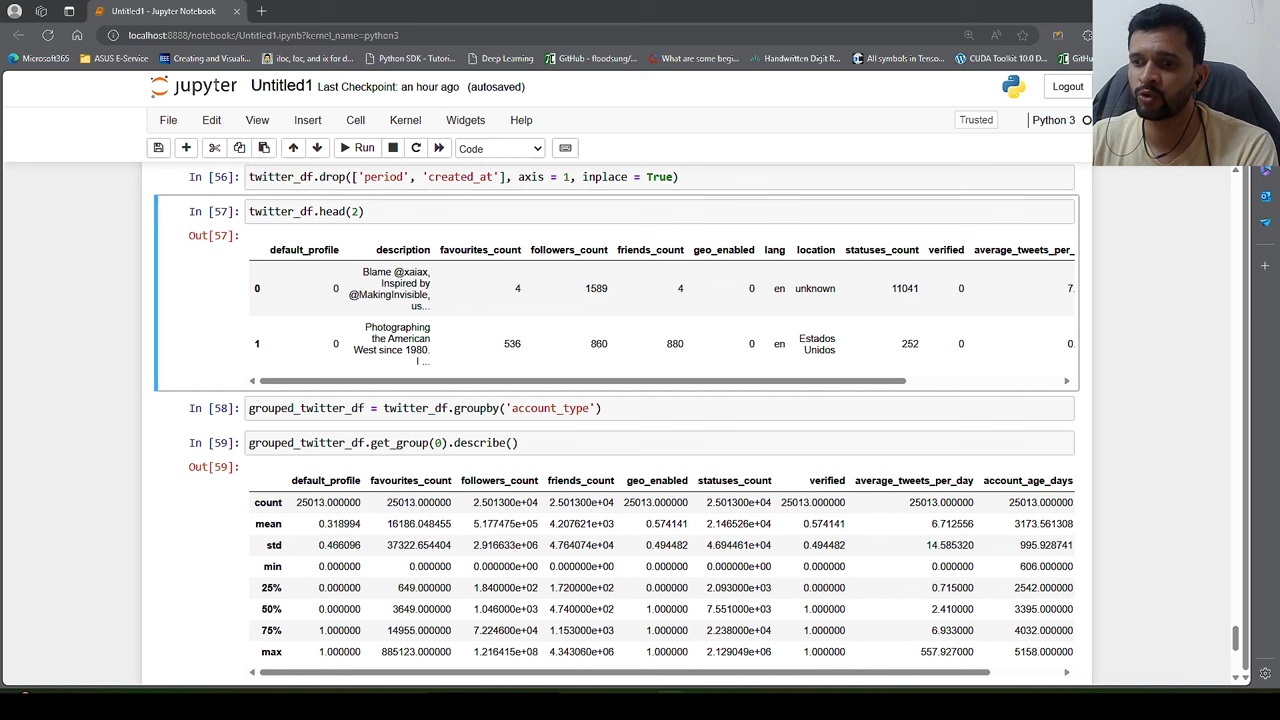 Untitled1 - Jupyter Notebook
localhost:8888/notebooks/Untitled1.ipynb?kernel_name=python3
Microsoft365 ASUS E-Service Creating and Visuali... iloc, loc, and ix for d... Python SDK - Tutori... Deep Learning GitHub - floodsung/... What are some begi... Handwritten Digit R... All symbols in Tenso... CUDA Toolkit 10.0 D... GitHu
jupyter Untitled1 Last Checkpoint: an hour ago (autosaved) Logout
File Edit View Insert Cell Kernel Widgets Help Trusted Python 3
Run Code
In [56]: twitter_df.drop(['period', 'created_at'], axis = 1, inplace = True)
In [57]: twitter_df.head(2)
Out[57]:
default_profile description favourites_count followers_count friends_count geo_enabled lang location statuses_count verified average_tweets_per_
0 0 Blame @xaiax, Inspired by @MakingInvisible, us... 4 1589 4 0 en unknown 11041 0 7.
1 0 Photographing the American West since 1980. I ... 536 860 880 0 en Estados Unidos 252 0 0.
In [58]: grouped_twitter_df = twitter_df.groupby('account_type')
In [59]: grouped_twitter_df.get_group(0).describe()
Out[59]:
default_profile favourites_count followers_count friends_count geo_enabled statuses_count verified average_tweets_per_day account_age_days
count 25013.000000 25013.000000 2.501300e+04 2.501300e+04 25013.000000 2.501300e+04 25013.000000 25013.000000 25013.000000
mean 0.318994 16186.048455 5.177475e+05 4.207621e+03 0.574141 2.146526e+04 0.574141 6.712556 3173.561308
std 0.466096 37322.654404 2.916633e+06 4.764074e+04 0.494482 4.694461e+04 0.494482 14.585320 995.928741
min 0.000000 0.000000 0.000000e+00 0.000000e+00 0.000000 0.000000e+00 0.000000 0.000000 606.000000
25% 0.000000 649.000000 1.840000e+02 1.720000e+02 0.000000 2.093000e+03 0.000000 0.715000 2542.000000
50% 0.000000 3649.000000 1.046000e+03 4.740000e+02 1.000000 7.551000e+03 1.000000 2.410000 3395.000000
75% 1.000000 14955.000000 7.224600e+04 1.153000e+03 1.000000 2.238000e+04 1.000000 6.933000 4032.000000
max 1.000000 885123.000000 1.216415e+08 4.343060e+06 1.000000 2.129049e+06 1.000000 557.927000 5158.000000